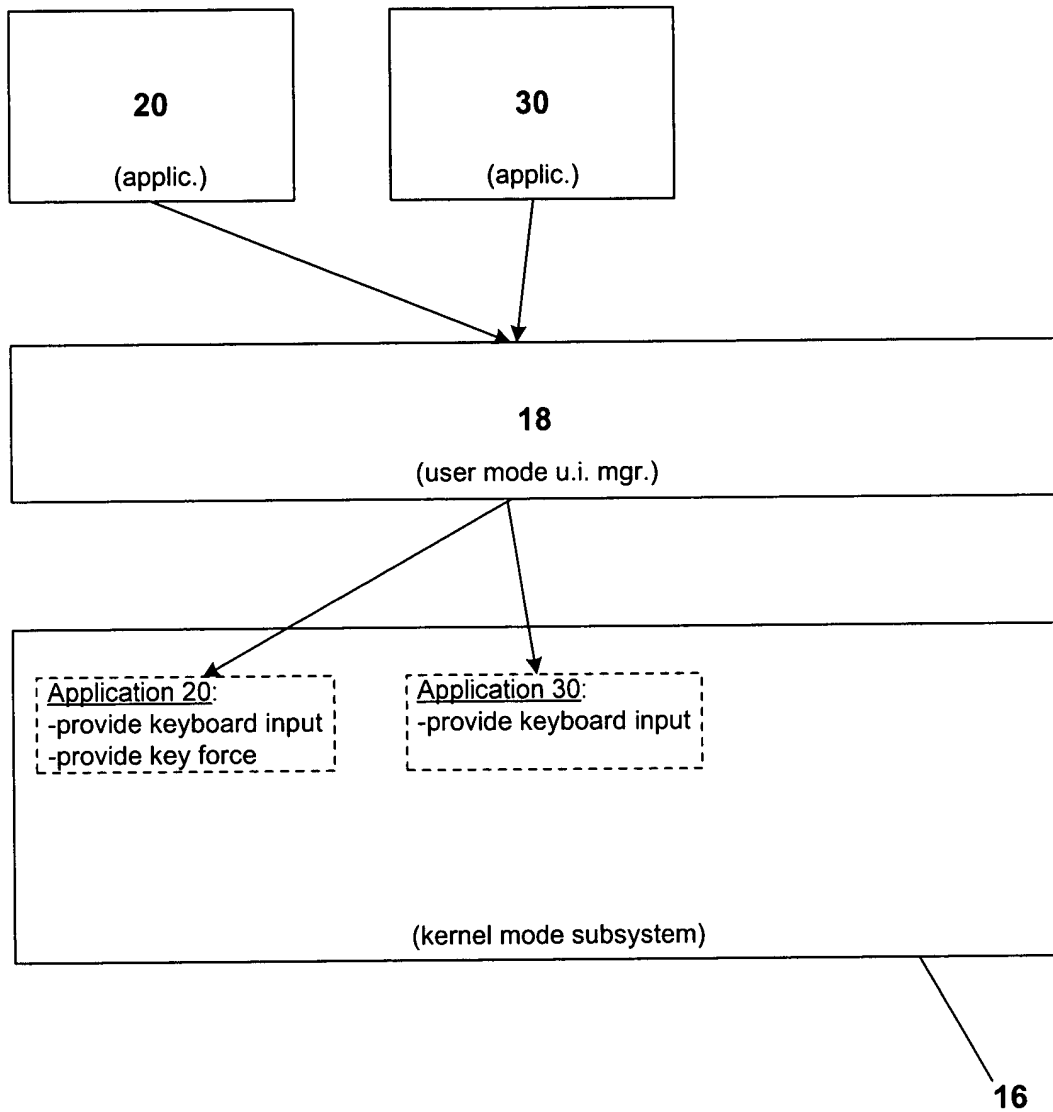 20
(applic.)
30
(applic.)
18
(user mode u.i. mgr.)
Application 20:
-provide keyboard input
-provide key force
Application 30:
-provide keyboard input
(kernel mode subsystem)
16